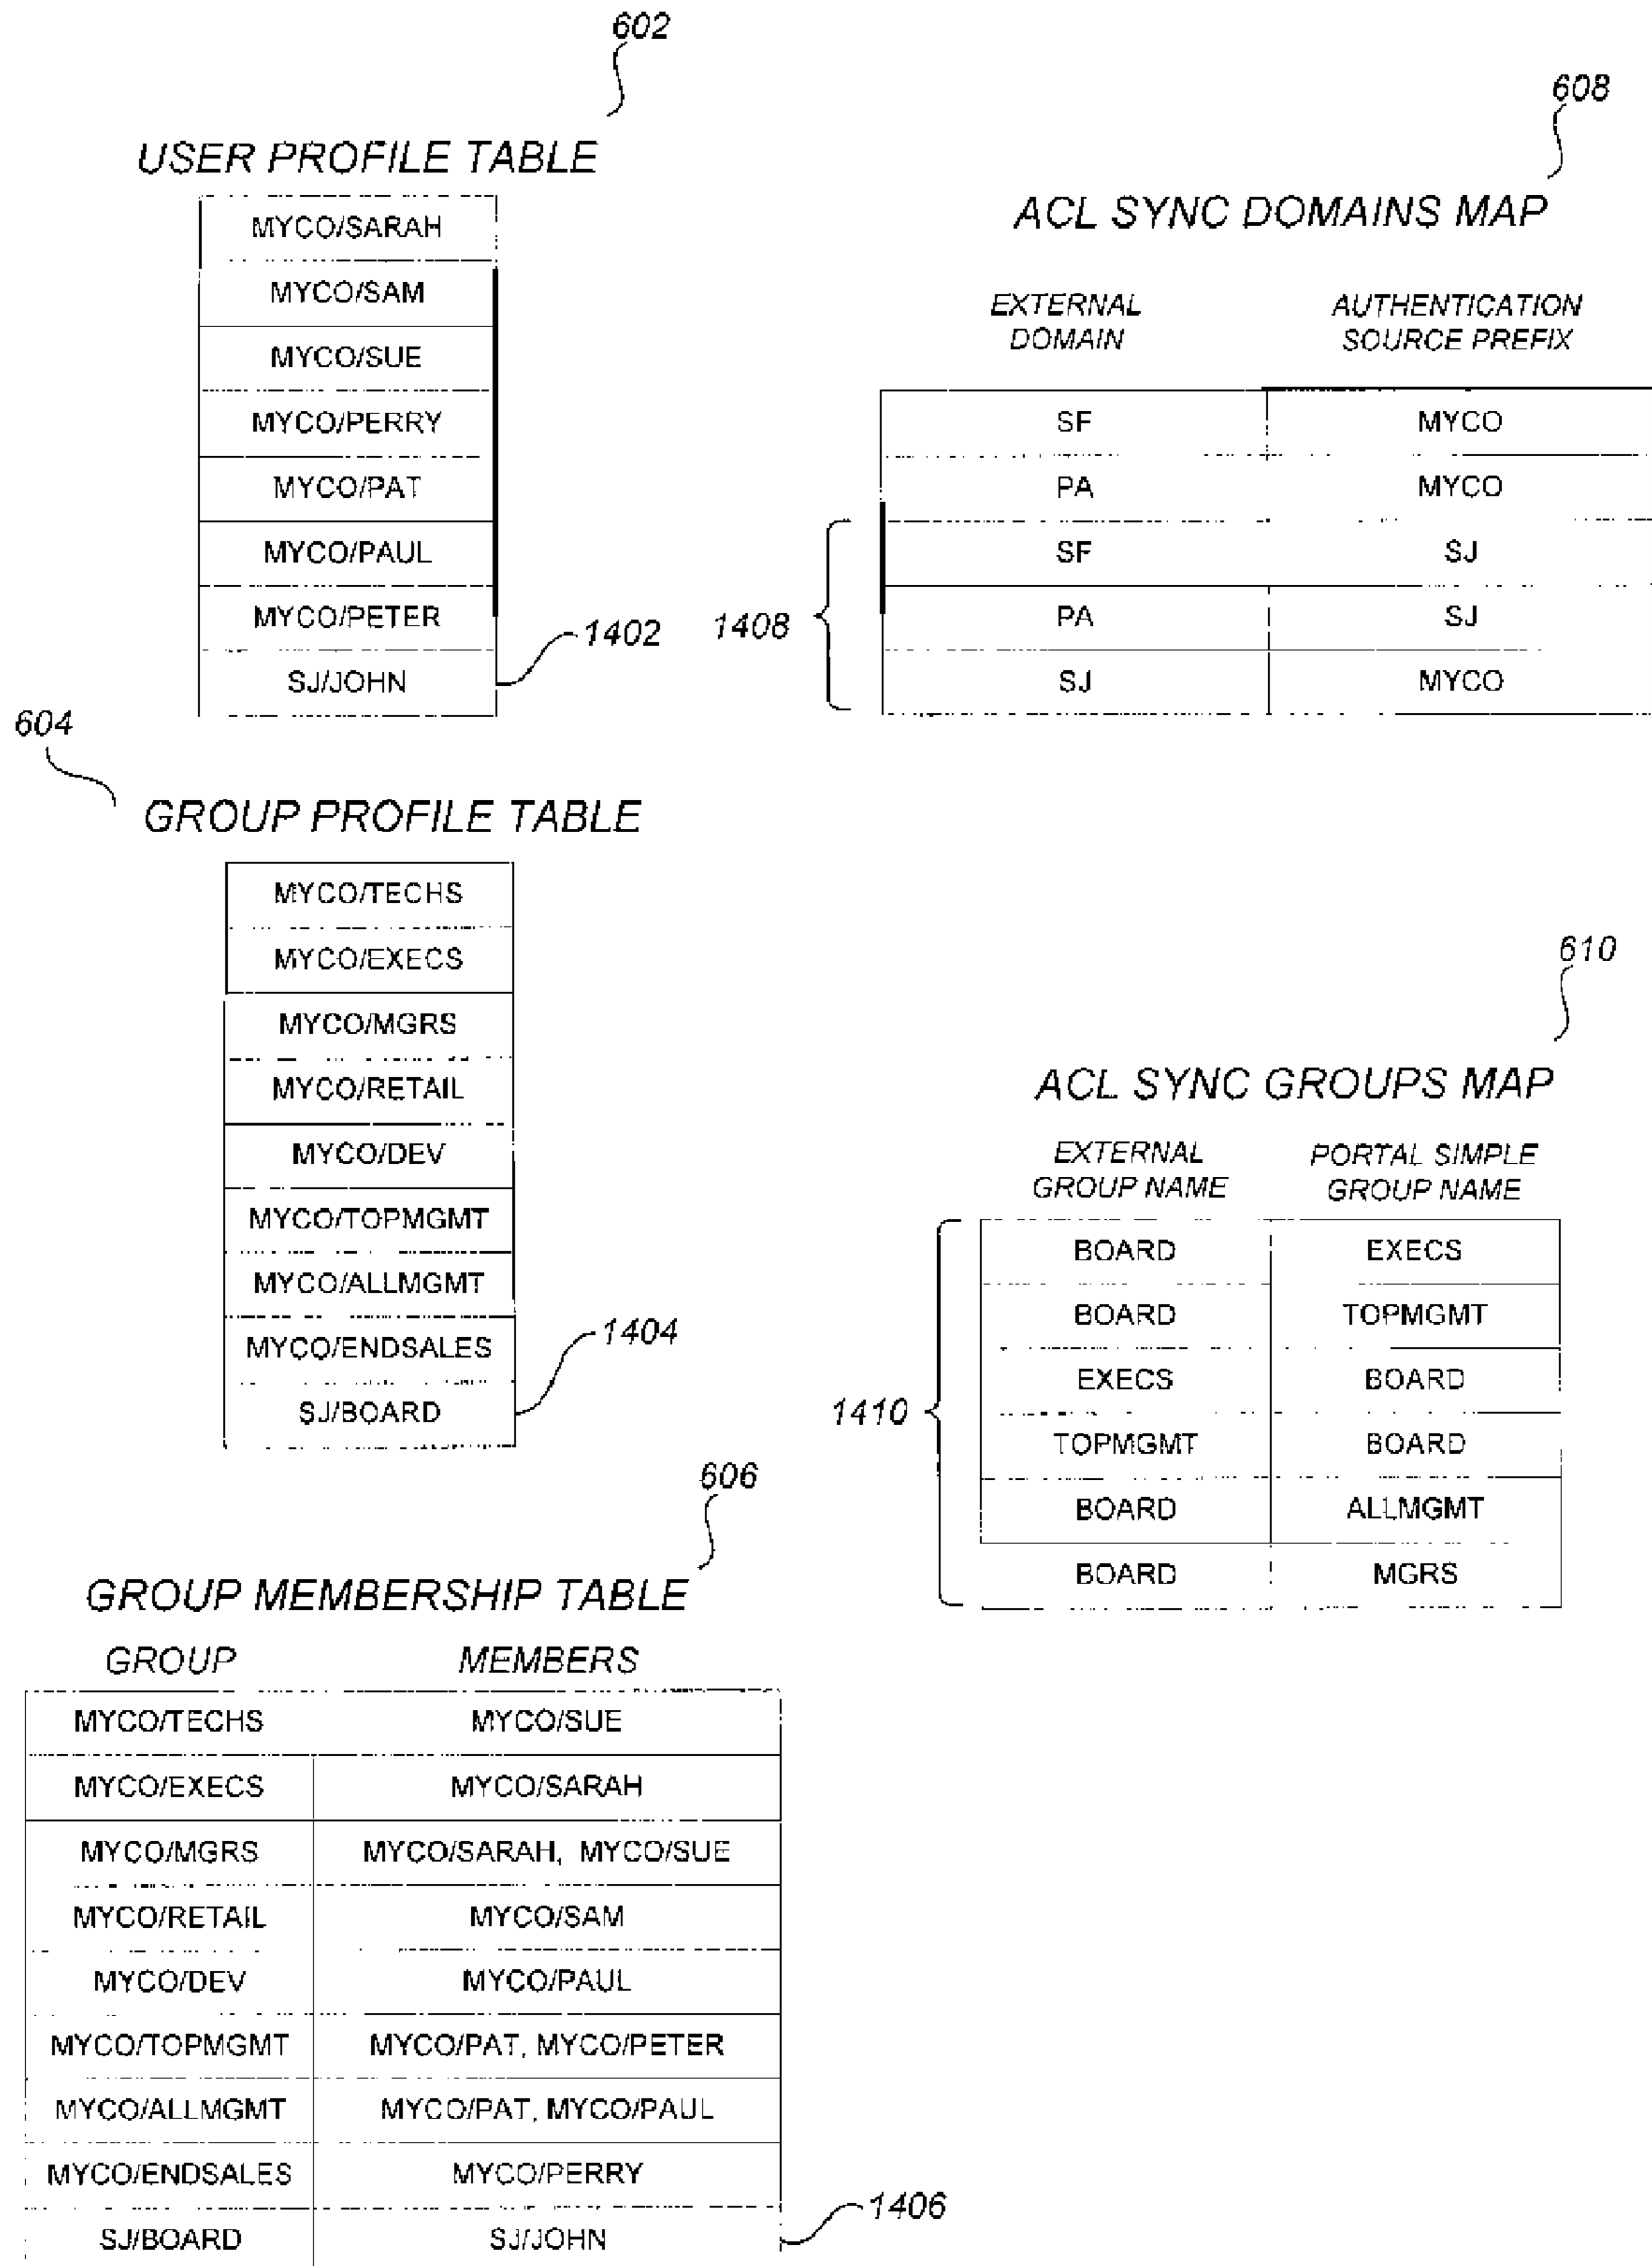 602
USER PROFILE TABLE
MYCO/SARAH
MYCO/SAM
MYCO/SUE
MYCO/PERRY
MYCO/PAT
MYCO/PAUL
MYCO/PETER
SJ/JOHN
1402
608
ACL SYNC DOMAINS MAP
EXTERNAL DOMAIN
AUTHENTICATION SOURCE PREFIX
SF MYCO
PA MYCO
SF SJ
PA SJ
SJ MYCO
1408
604
GROUP PROFILE TABLE
MYCO/TECHS
MYCO/EXECS
MYCO/MGRS
MYCO/RETAIL
MYCO/DEV
MYCO/TOPMGMT
MYCO/ALLMGMT
MYCO/ENDSALES
SJ/BOARD
1404
610
ACL SYNC GROUPS MAP
EXTERNAL GROUP NAME
PORTAL SIMPLE GROUP NAME
BOARD EXECS
BOARD TOPMGMT
EXECS BOARD
TOPMGMT BOARD
BOARD ALLMGMT
BOARD MGRS
1410
606
GROUP MEMBERSHIP TABLE
GROUP MEMBERS
MYCO/TECHS MYCO/SUE
MYCO/EXECS MYCO/SARAH
MYCO/MGRS MYCO/SARAH, MYCO/SUE
MYCO/RETAIL MYCO/SAM
MYCO/DEV MYCO/PAUL
MYCO/TOPMGMT MYCO/PAT, MYCO/PETER
MYCO/ALLMGMT MYCO/PAT, MYCO/PAUL
MYCO/ENDSALES MYCO/PERRY
SJ/BOARD SJ/JOHN
1406